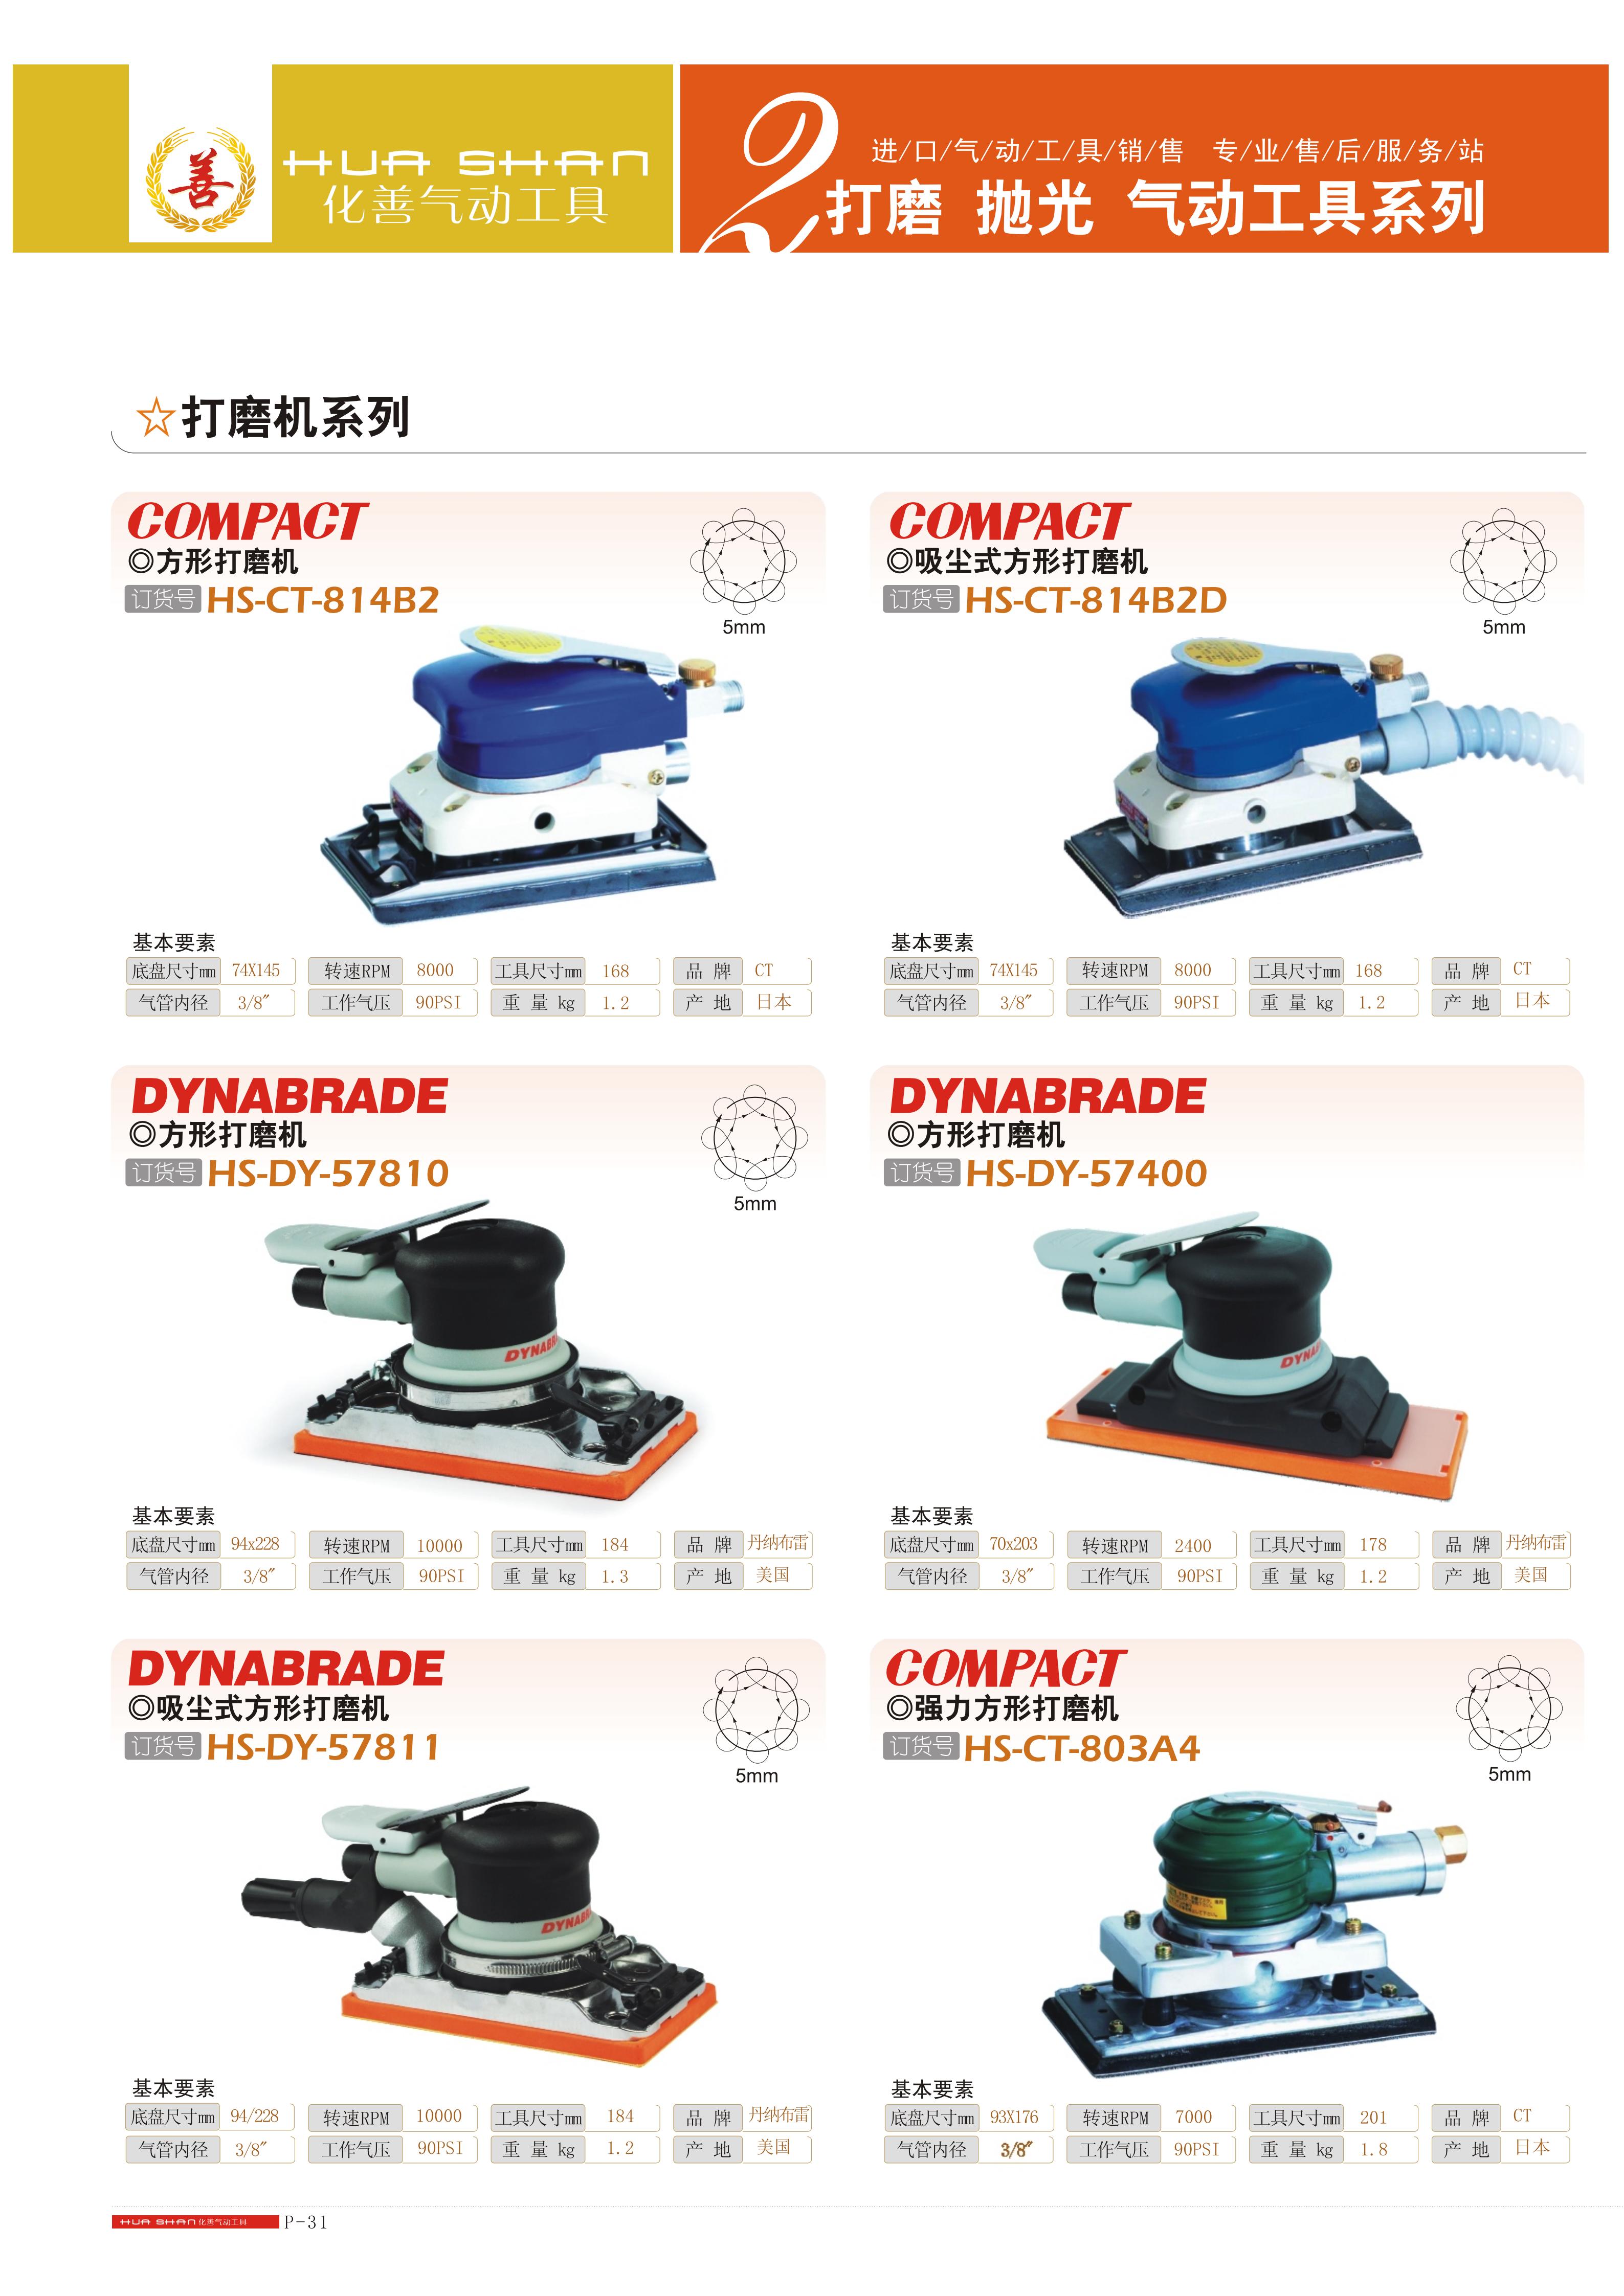 善
HUA SHAN
化善气动工具
2
进/口/气/动/工/具/销/售 专/业/售/后/服/务/站
打磨 抛光 气动工具系列
☆打磨机系列
COMPACT
◎方形打磨机
订货号 HS-CT-814B2
5mm
基本要素
底盘尺寸mm 74X145 转速RPM 8000 工具尺寸mm 168 品 牌 CT
气管内径 3/8″ 工作气压 90PSI 重 量 kg 1.2 产 地 日本
COMPACT
◎吸尘式方形打磨机
订货号 HS-CT-814B2D
5mm
基本要素
底盘尺寸mm 74X145 转速RPM 8000 工具尺寸mm 168 品 牌 CT
气管内径 3/8″ 工作气压 90PSI 重 量 kg 1.2 产 地 日本
DYNABRADE
◎方形打磨机
订货号 HS-DY-57810
5mm
DYNAB
基本要素
底盘尺寸mm 94x228 转速RPM 10000 工具尺寸mm 184 品 牌 丹纳布雷
气管内径 3/8″ 工作气压 90PSI 重 量 kg 1.3 产 地 美国
DYNABRADE
◎方形打磨机
订货号 HS-DY-57400
DYNA
基本要素
底盘尺寸mm 70x203 转速RPM 2400 工具尺寸mm 178 品 牌 丹纳布雷
气管内径 3/8″ 工作气压 90PSI 重 量 kg 1.2 产 地 美国
DYNABRADE
◎吸尘式方形打磨机
订货号 HS-DY-57811
5mm
DYNAB
基本要素
底盘尺寸mm 94/228 转速RPM 10000 工具尺寸mm 184 品 牌 丹纳布雷
气管内径 3/8″ 工作气压 90PSI 重 量 kg 1.2 产 地 美国
COMPACT
◎强力方形打磨机
订货号 HS-CT-803A4
5mm
基本要素
底盘尺寸mm 93X176 转速RPM 7000 工具尺寸mm 201 品 牌 CT
气管内径 3/8″ 工作气压 90PSI 重 量 kg 1.8 产 地 日本
HUA SHAN 化善气动工具 P-31